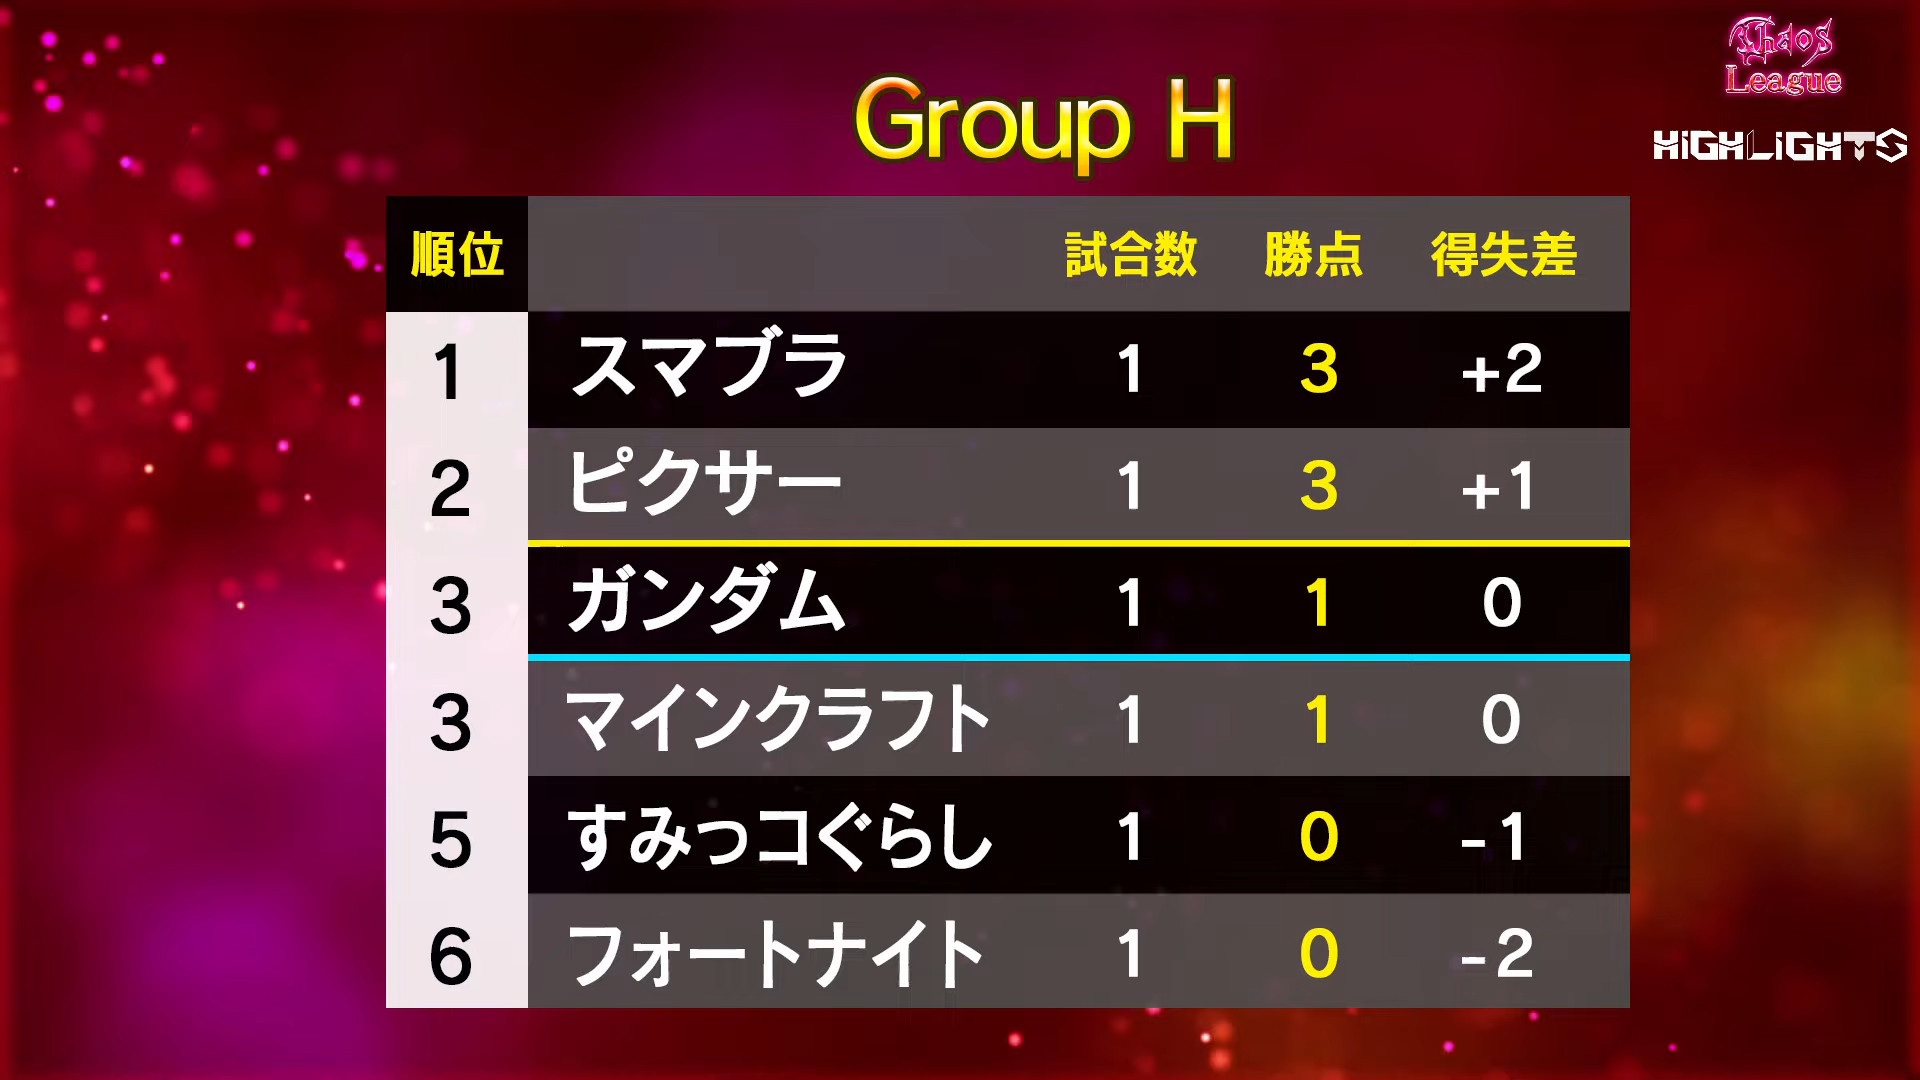 Chaos
League
HIGHLIGHTS
Group H
順位 試合数 勝点 得失差
1 スマブラ 1 3 +2
2 ピクサー 1 3 +1
3 ガンダム 1 1 0
3 マインクラフト 1 1 0
5 すみっコぐらし 1 0 -1
6 フォートナイト 1 0 -2